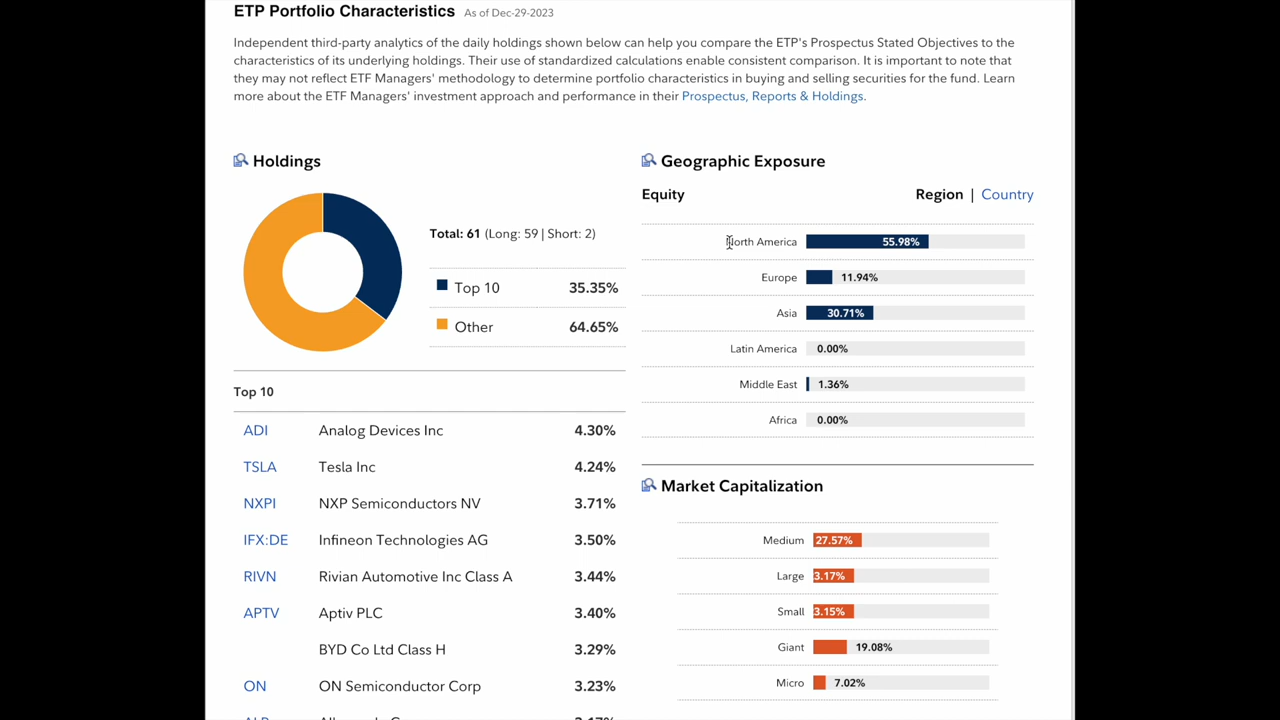 ETP Portfolio Characteristics As of Dec-29-2023
Independent third-party analytics of the daily holdings shown below can help you compare the ETP's Prospectus Stated Objectives to the
characteristics of its underlying holdings. Their use of standardized calculations enable consistent comparison. It is important to note that
they may not reflect ETF Managers' methodology to determine portfolio characteristics in buying and selling securities for the fund. Learn
more about the ETF Managers' investment approach and performance in their Prospectus, Reports & Holdings.
Holdings
Total: 61 (Long: 59 | Short: 2)
Top 10 35.35%
Other 64.65%
Top 10
ADI Analog Devices Inc 4.30%
TSLA Tesla Inc 4.24%
NXPI NXP Semiconductors NV 3.71%
IFX:DE Infineon Technologies AG 3.50%
RIVN Rivian Automotive Inc Class A 3.44%
APTV Aptiv PLC 3.40%
BYD Co Ltd Class H 3.29%
ON ON Semiconductor Corp 3.23%
Geographic Exposure
Equity Region | Country
North America 55.98%
Europe 11.94%
Asia 30.71%
Latin America 0.00%
Middle East 1.36%
Africa 0.00%
Market Capitalization
Medium 27.57%
Large 3.17%
Small 3.15%
Giant 19.08%
Micro 7.02%